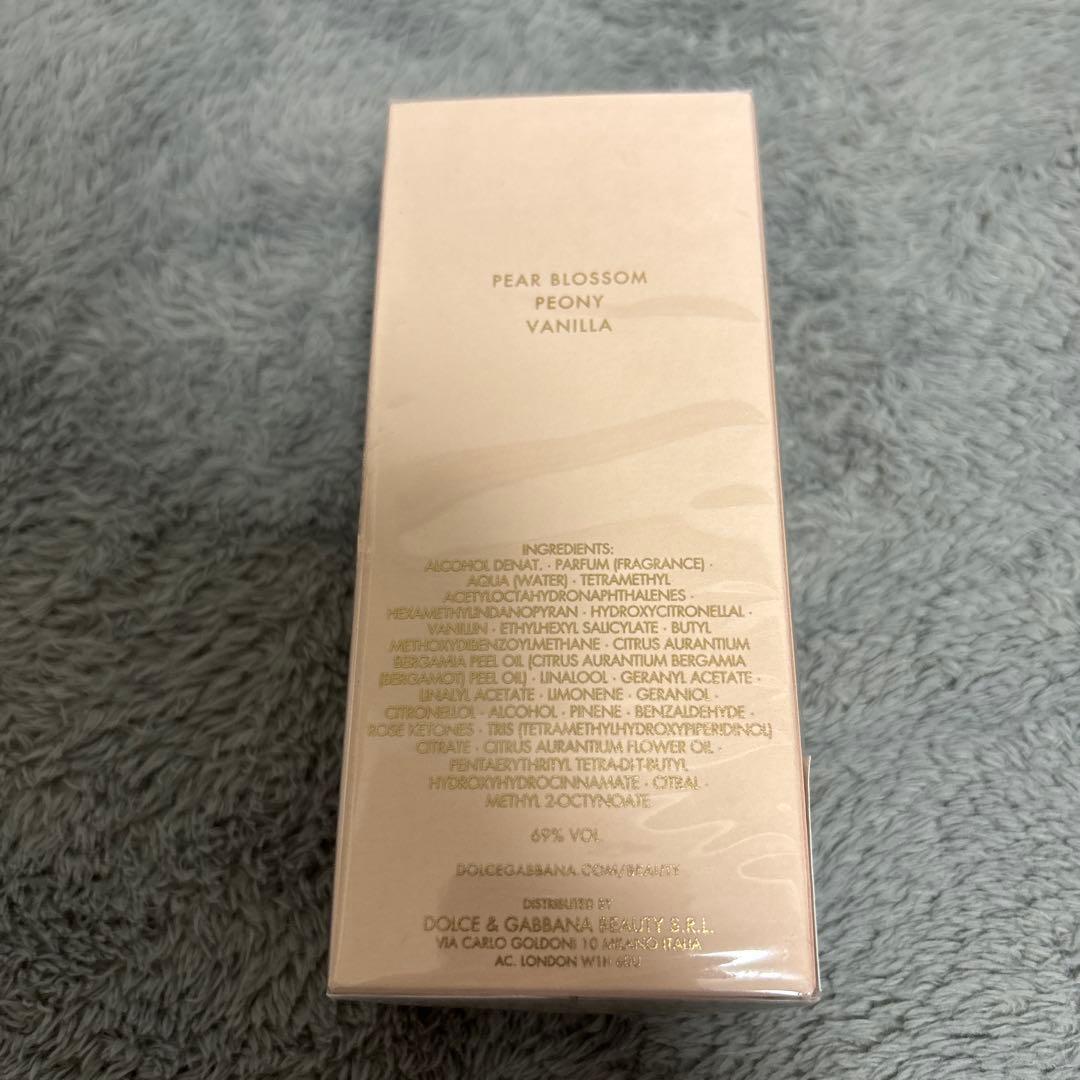 PEAR BLOSSOM
PEONY
VANILLA
INGREDIENTS:
ALCOHOL DENAT. · PARFUM (FRAGRANCE) ·
AQUA (WATER) · TETRAMETHYL
ACETYLOCTAHYDRONAPHTHALENES ·
HEXAMETHYLINDANOPYRAN · HYDROXYCITRONELLAL ·
VANILLIN · ETHYLHEXYL SALICYLATE · BUTYL
METHOXYDIBENZOYLMETHANE · CITRUS AURANTIUM
BERGAMIA PEEL OIL (CITRUS AURANTIUM BERGAMIA
(BERGAMOT) PEEL OIL) · LINALOOL · GERANYL ACETATE ·
LINALYL ACETATE · LIMONENE · GERANIOL ·
CITRONELLOL · ALCOHOL · PINENE · BENZALDEHYDE ·
ROSE KETONES · TRIS (TETRAMETHYLHYDROXYPIPERIDINOL)
CITRATE · CITRUS AURANTIUM FLOWER OIL ·
PENTAERYTHRITYL TETRA-DI-T-BUTYL
HYDROXYHYDROCINNAMATE · CITRAL ·
METHYL 2-OCTYNOATE
69% VOL.
DOLCEGABBANA.COM/BEAUTY
DISTRIBUTED BY
DOLCE & GABBANA BEAUTY S.R.L.
VIA CARLO GOLDONI 10 MILANO ITALIA
AC. LONDON W1H